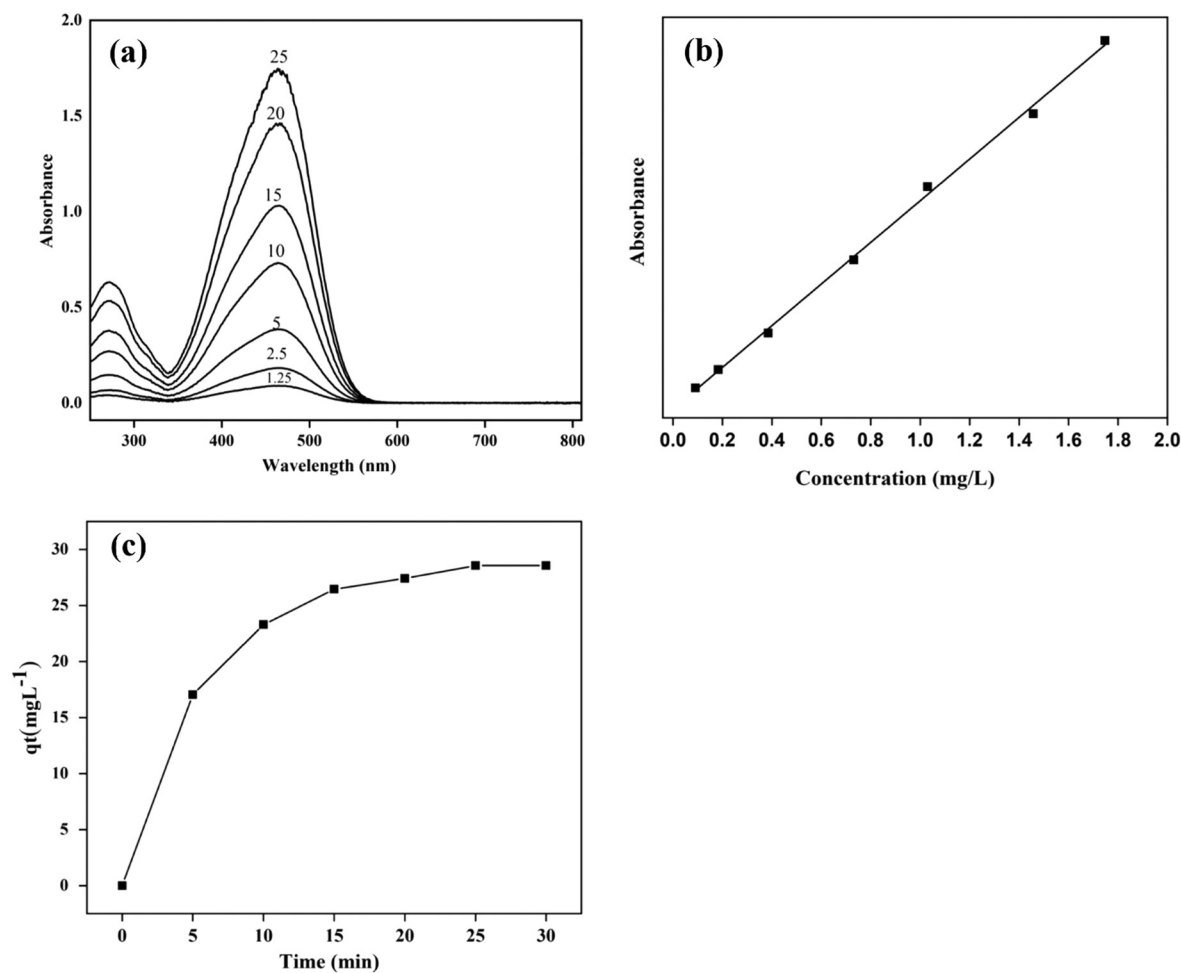 (a)
2.0
1.5
1.0
0.5
0.0
Absorbance
25
20
15
10
5
2.5
1.25
300 400 500 600 700 800
Wavelength (nm)
(b)
Absorbance
0.0 0.2 0.4 0.6 0.8 1.0 1.2 1.4 1.6 1.8 2.0
Concentration (mg/L)
(c)
30
25
20
15
10
5
0
qt(mgL-1)
0 5 10 15 20 25 30
Time (min)